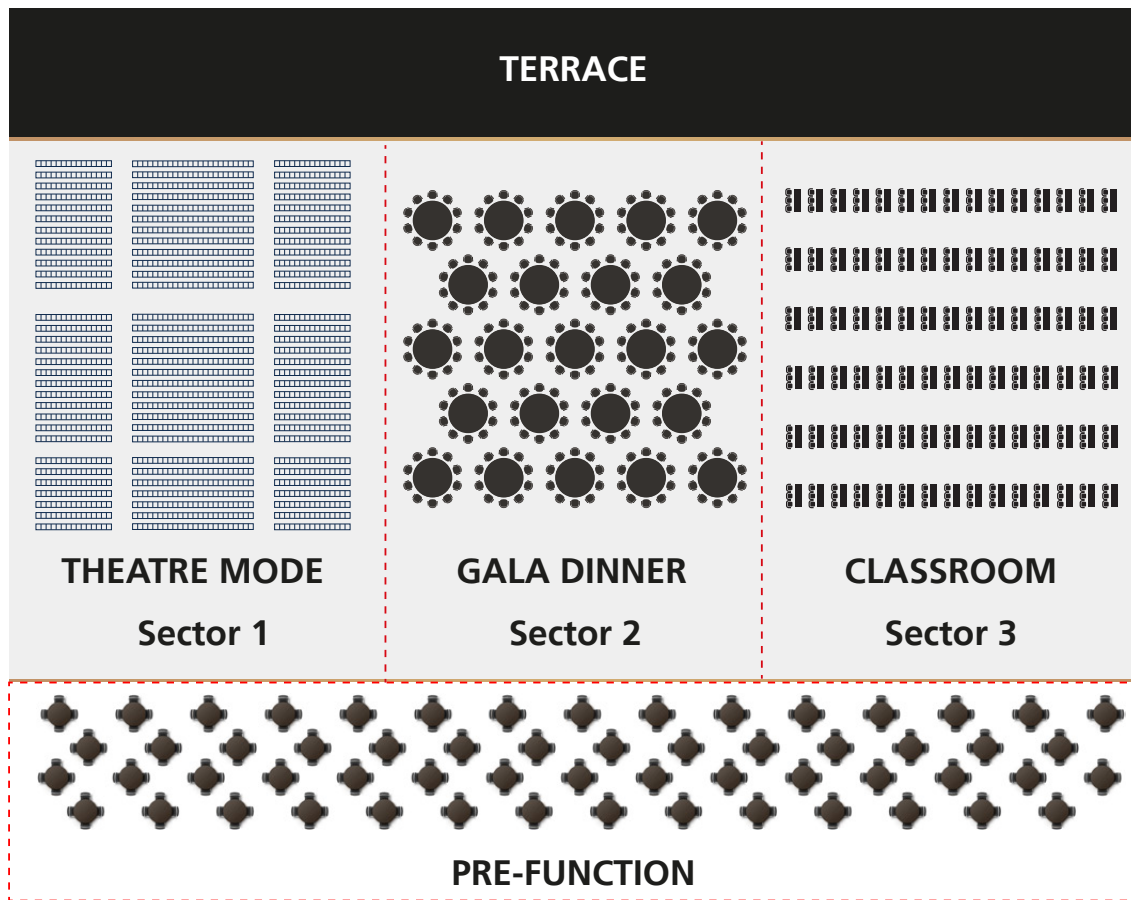 TERRACE
THEATRE MODE
Sector 1
GALA DINNER
Sector 2
CLASSROOM
Sector 3
PRE-FUNCTION